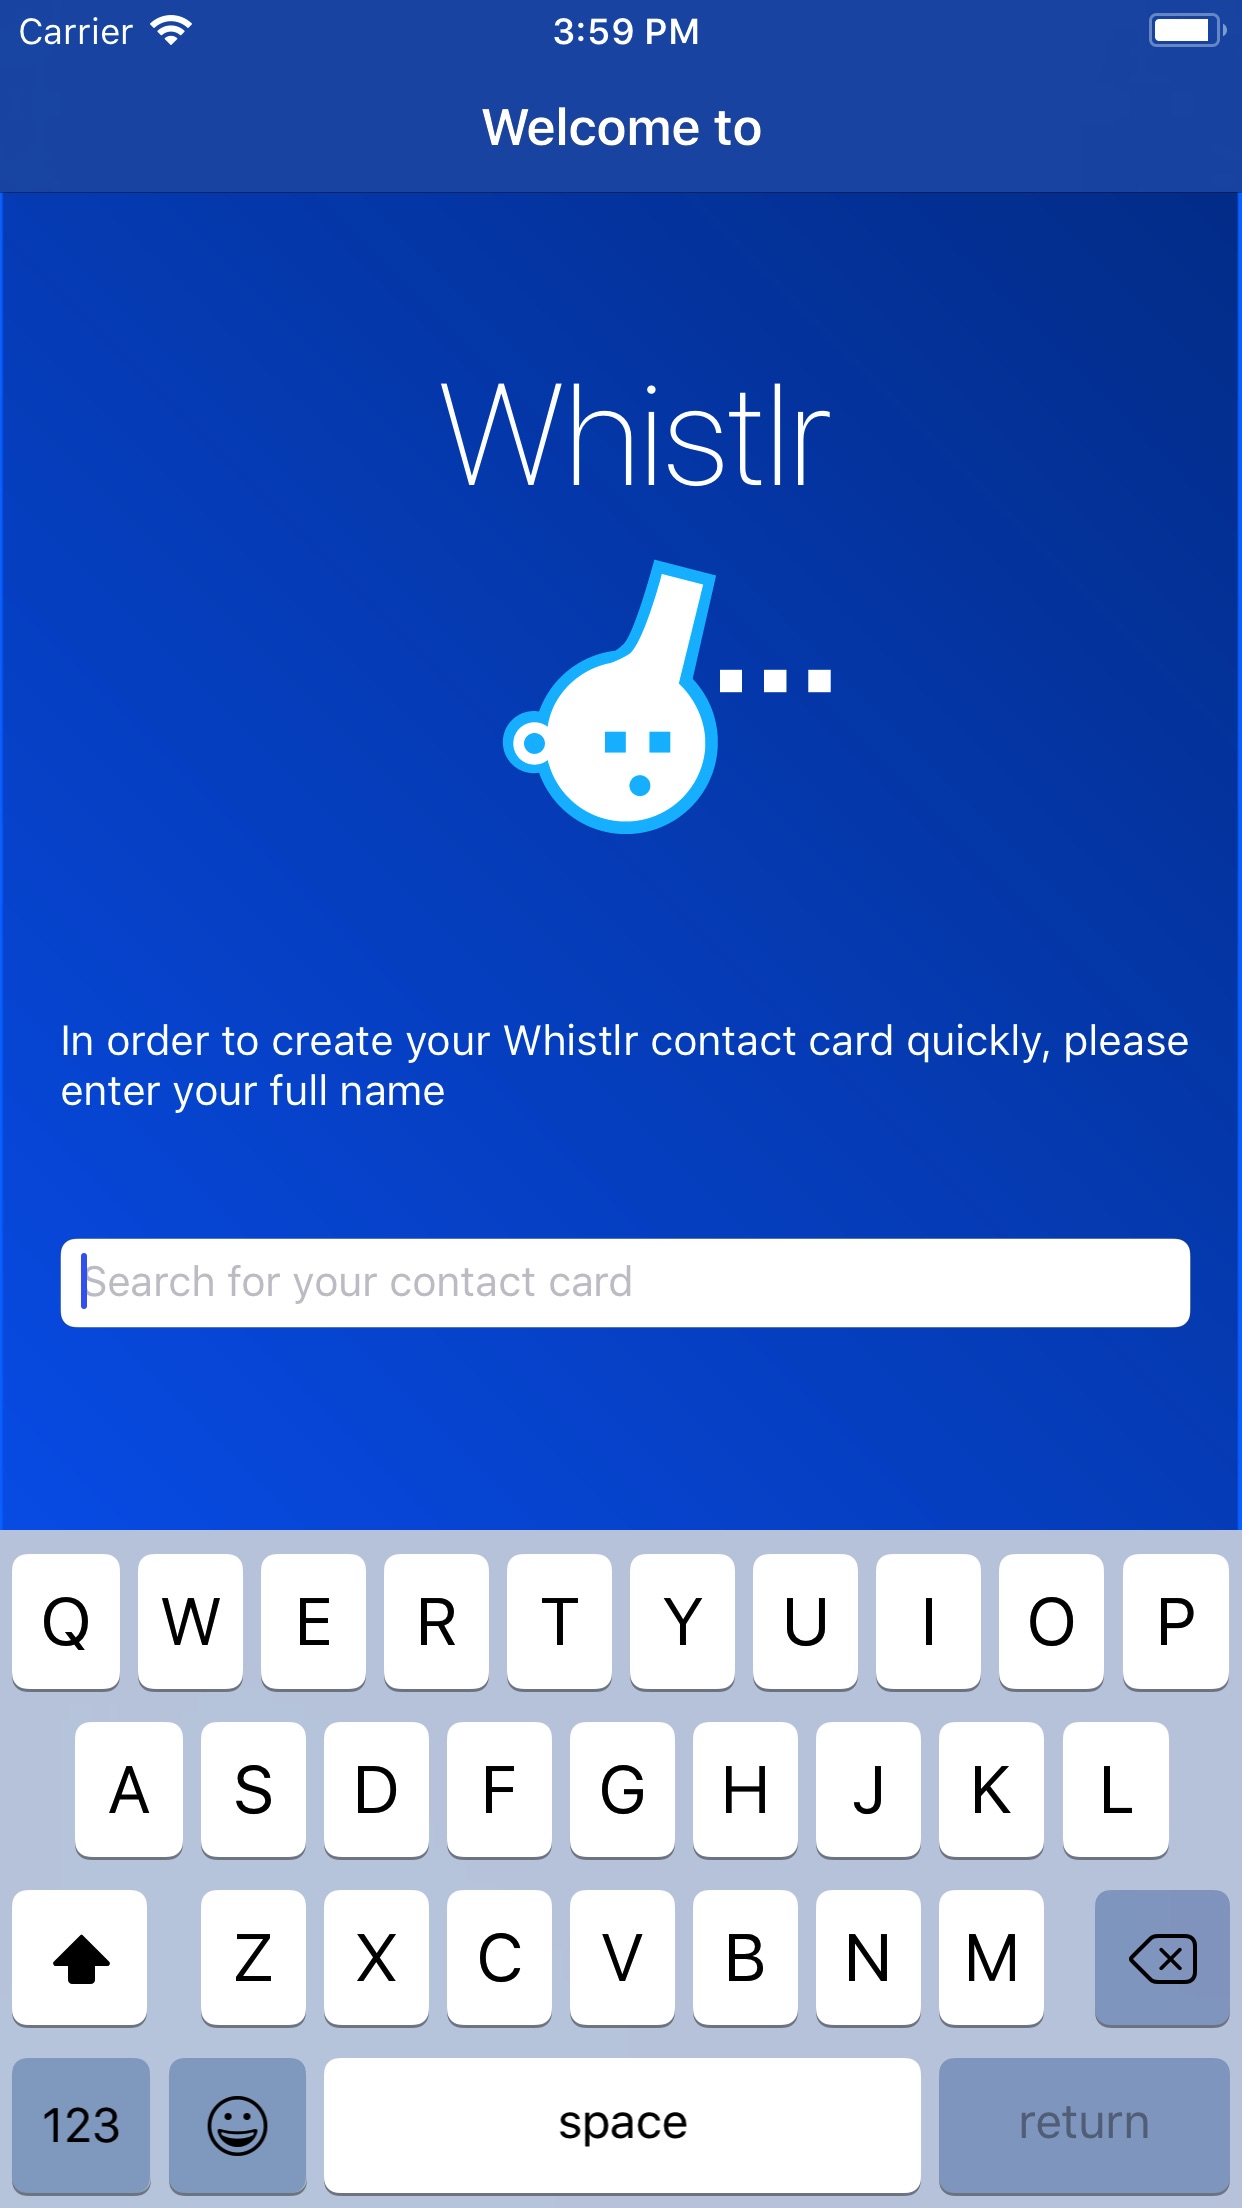 Carrier 3:59 PM
Welcome to
Whistlr
In order to create your Whistlr contact card quickly, please
enter your full name
Search for your contact card
Q W E R T Y U I O P
A S D F G H J K L
Z X C V B N M
123 space return